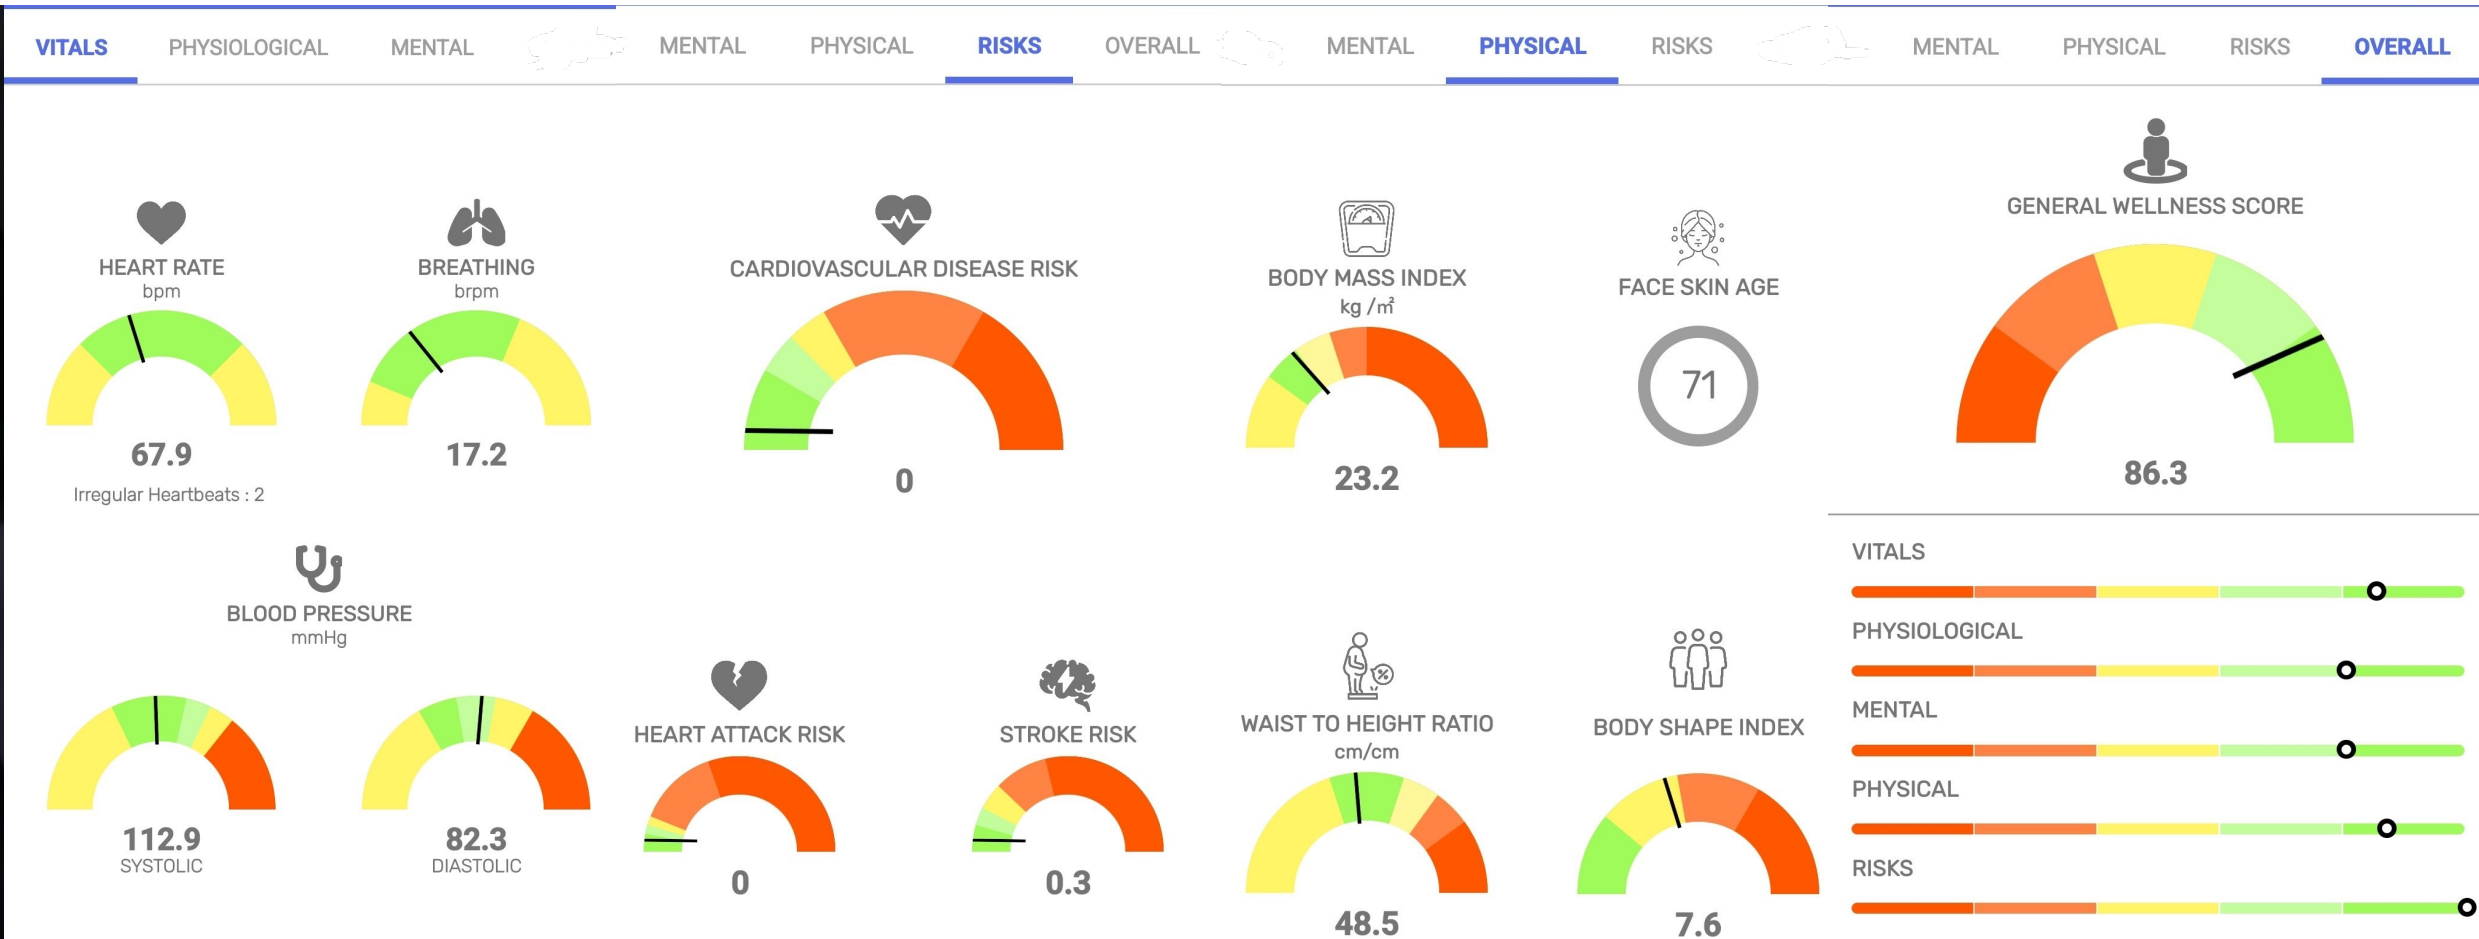 VITALS PHYSIOLOGICAL MENTAL
HEART RATE
bpm
67.9
Irregular Heartbeats : 2
BREATHING
brpm
17.2
BLOOD PRESSURE
mmHg
112.9
SYSTOLIC
82.3
DIASTOLIC
MENTAL PHYSICAL RISKS OVERALL
CARDIOVASCULAR DISEASE RISK
0
HEART ATTACK RISK
0
STROKE RISK
0.3
MENTAL PHYSICAL RISKS
BODY MASS INDEX
kg /㎡
23.2
FACE SKIN AGE
71
WAIST TO HEIGHT RATIO
cm/cm
48.5
BODY SHAPE INDEX
7.6
MENTAL PHYSICAL RISKS OVERALL
GENERAL WELLNESS SCORE
86.3
VITALS
PHYSIOLOGICAL
MENTAL
PHYSICAL
RISKS